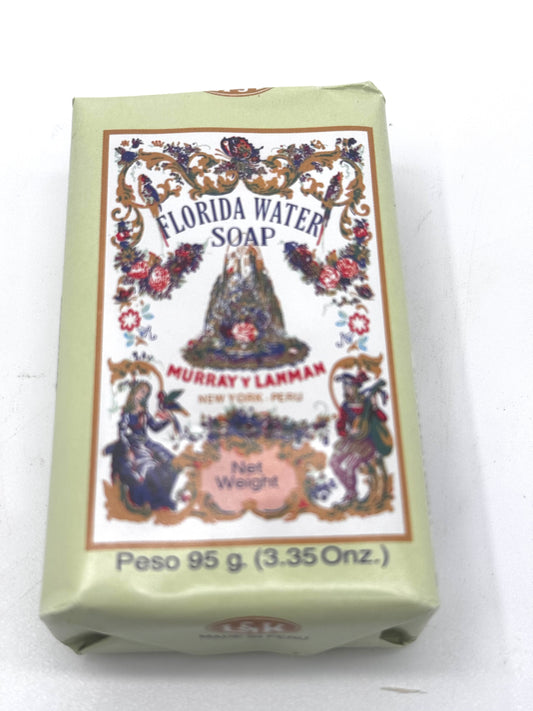 FLORIDA WATER
SOAP
MURRAY Y LANMAN
NEW YORK - PERU
Net
Weight
Peso 95 g. (3.35 Onz.)
L&K
MADE IN PERU